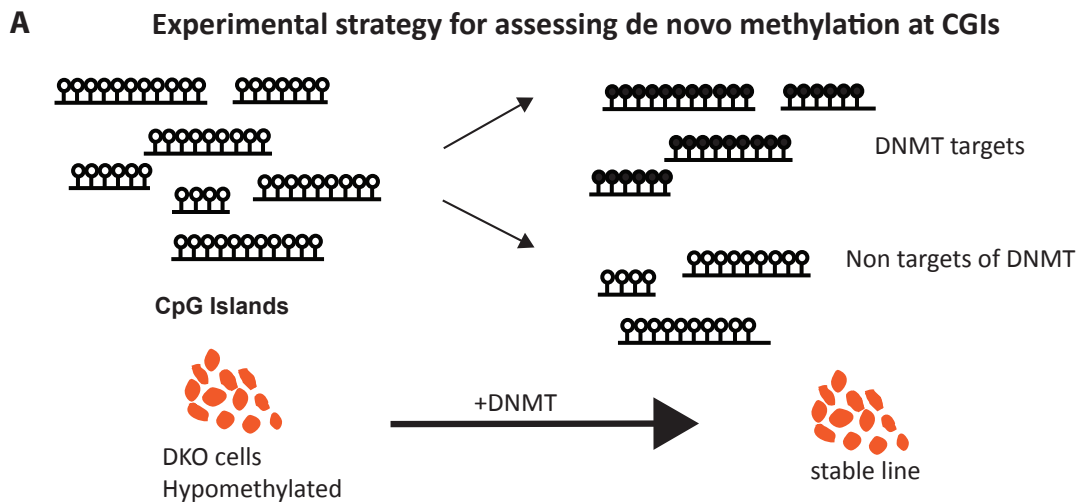 A
Experimental strategy for assessing de novo methylation at CGIs
DNMT targets
Non targets of DNMT
CpG Islands
+DNMT
DKO cells
Hypomethylated
stable line